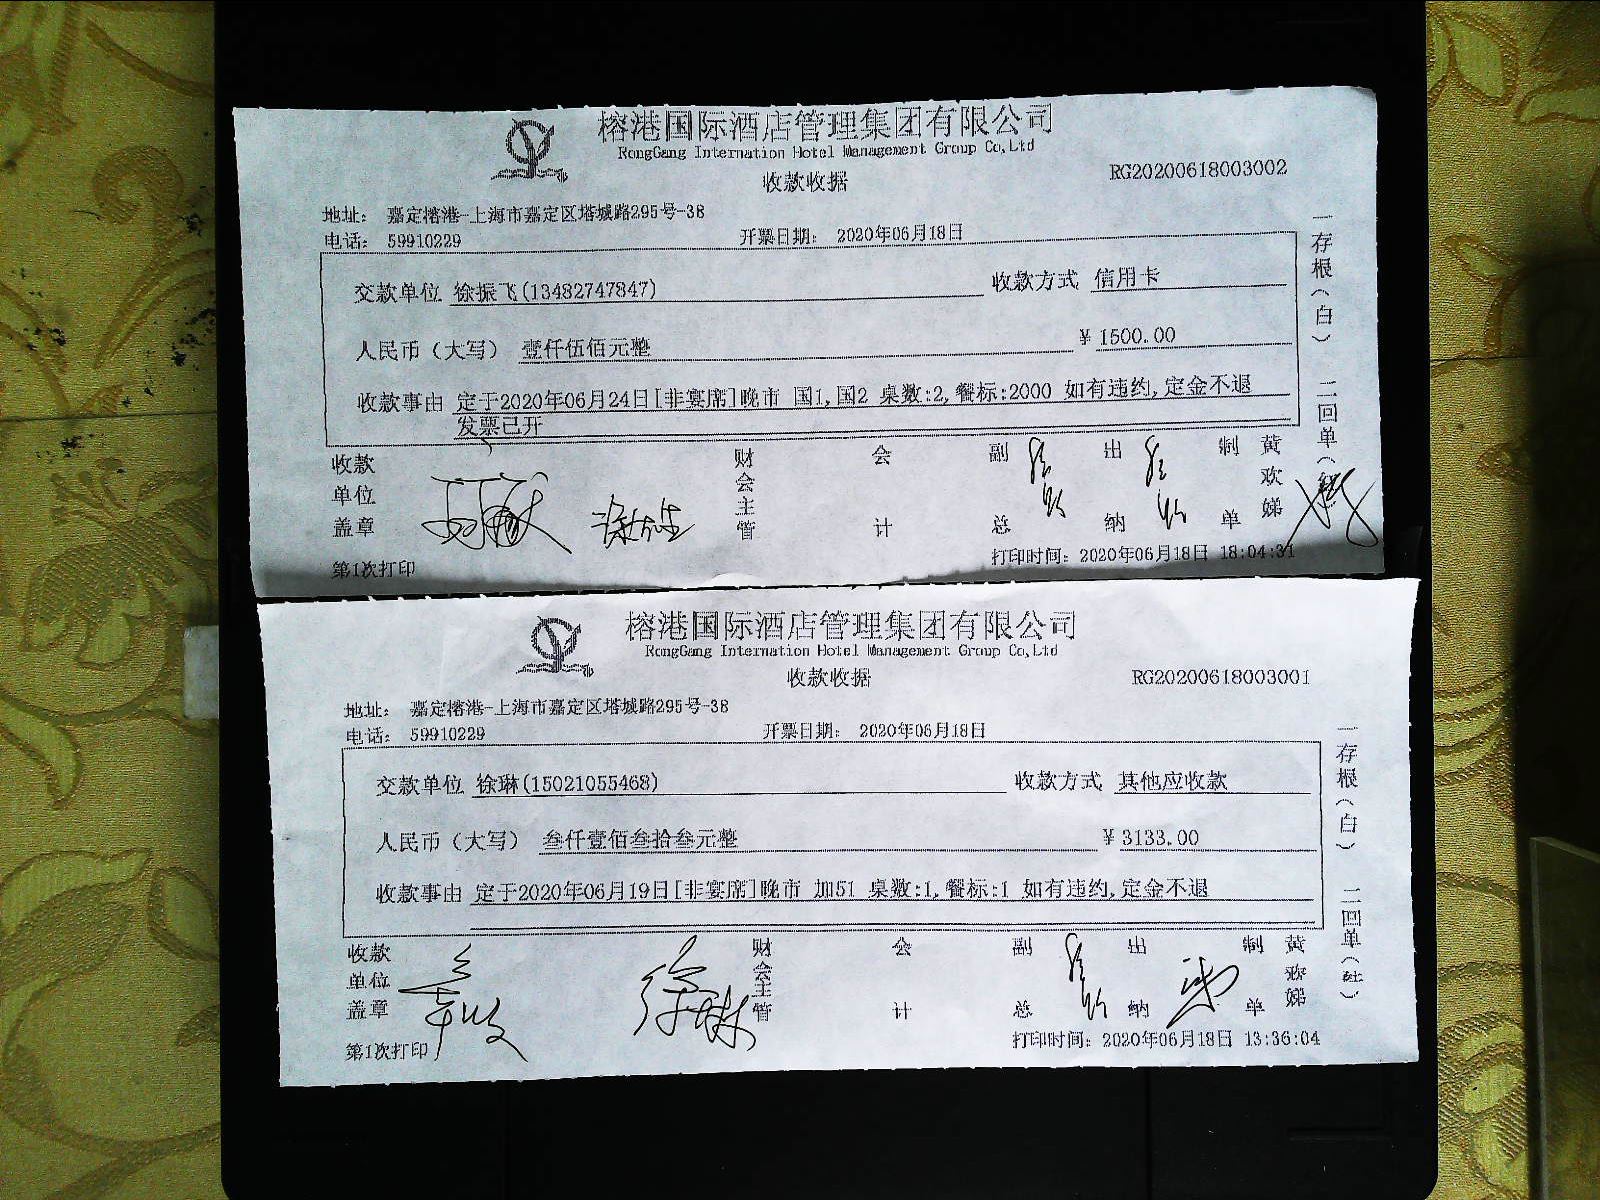 榕港国际酒店管理集团有限公司
RongGang Internation Hotel Management Group Co,Ltd
收款收据
RG20200618003002
地址： 嘉定榕港-上海市嘉定区塔城路295号-38
电话： 59910229 开票日期： 2020年06月18日
交款单位 徐振飞(13482747847) 收款方式 信用卡
人民币（大写） 壹仟伍佰元整 ¥1500.00
收款事由 定于2020年06月24日[非宴席]晚市 国1,国2 桌数:2,餐标:2000 如有违约,定金不退
发票已开
收款单位盖章 财会主管 会计 副总 出纳 制单 黄欢娣
一存根（白） 二回单（
第1次打印 打印时间：2020年06月18日 18:04:31
榕港国际酒店管理集团有限公司
RongGang Internation Hotel Management Group Co,Ltd
收款收据
RG20200618003001
地址： 嘉定榕港-上海市嘉定区塔城路295号-38
电话： 59910229 开票日期： 2020年06月18日
交款单位 徐琳(15021055468) 收款方式 其他应收款
人民币（大写） 叁仟壹佰叁拾叁元整 ¥3133.00
收款事由 定于2020年06月19日[非宴席]晚市 加51 桌数:1,餐标:1 如有违约,定金不退
收款单位盖章 徐琳 财会主管 会计 副总 出纳 制单 黄欢娣
一存根（白） 二回单（红）
第1次打印 打印时间：2020年06月18日 13:36:04